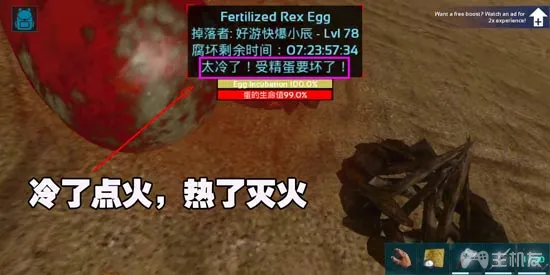 Fertilized Rex Egg
掉落者: 好游快爆小辰 - Lvl 78
腐坏剩余时间：07:23:57:34
太冷了！受精蛋要坏了！
Egg Incubation 100.0%
蛋的生命值99.0%
Want a free boost? Watch an ad for
2x experience!
冷了点火，热了灭火
主机友